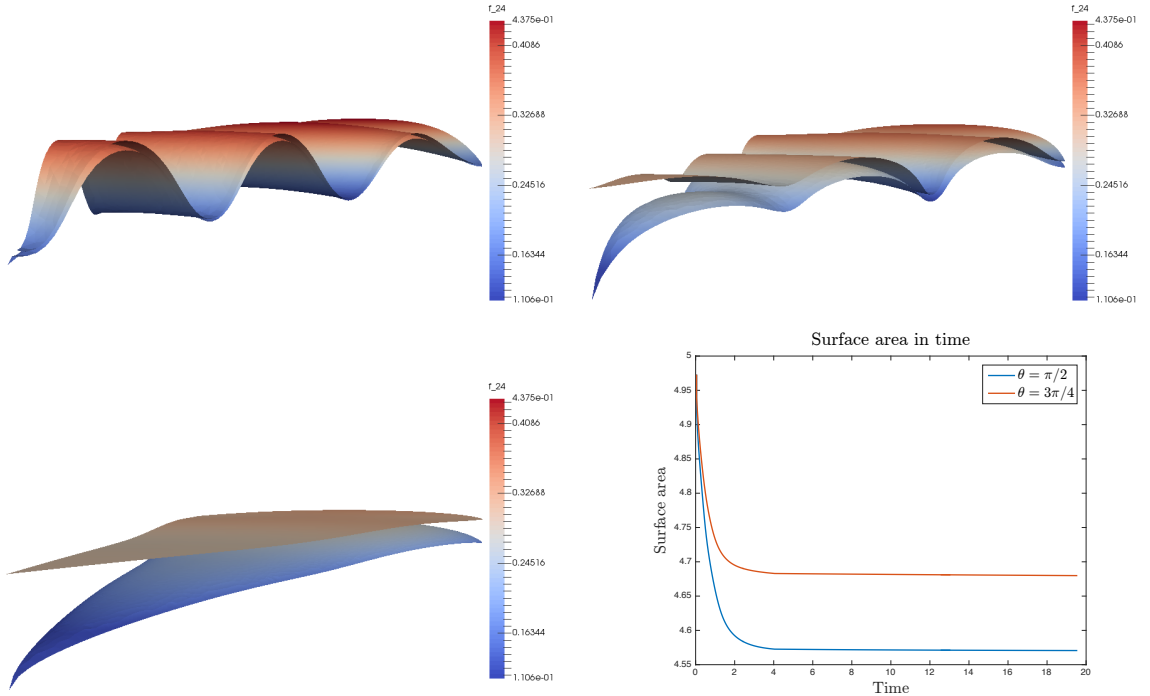 f_24
4.375e-01
0.4086
0.32688
0.24516
0.16344
1.106e-01
f_24
4.375e-01
0.4086
0.32688
0.24516
0.16344
1.106e-01
f_24
4.375e-01
0.4086
0.32688
0.24516
0.16344
1.106e-01
Surface area in time
5
4.95
4.9
4.85
4.8
4.75
4.7
4.65
4.6
4.55
Surface area
θ = π/2
θ = 3π/4
0 2 4 6 8 10 12 14 16 18 20
Time